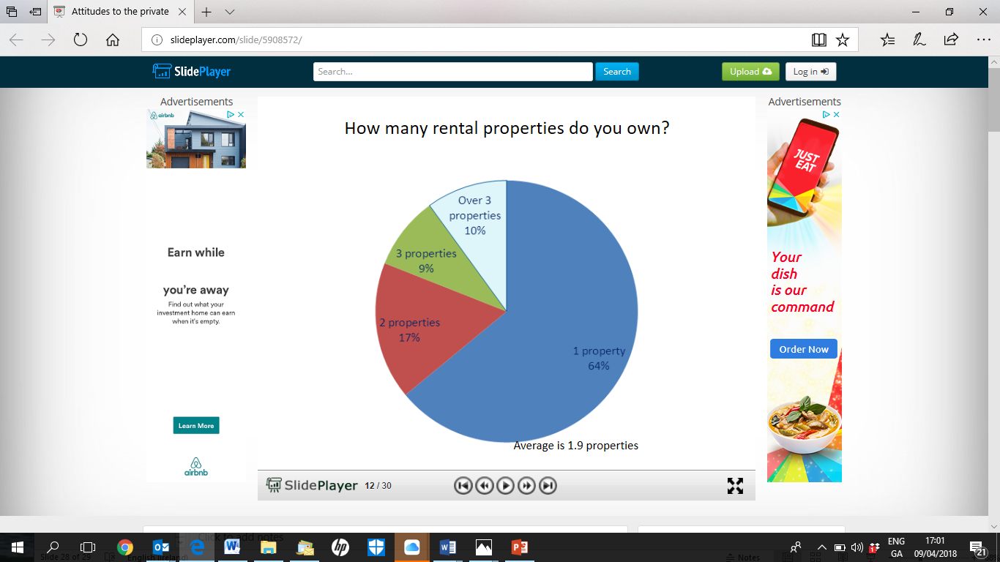 Attitudes to the private
slideplayer.com/slide/5908572/
SlidePlayer
Search...
Search
Upload
Log in
Advertisements
airbnb
Earn while
you're away
Find out what your
investment home can earn
when it's empty.
Learn More
airbnb
How many rental properties do you own?
Over 3
properties
10%
3 properties
9%
2 properties
17%
1 property
64%
Average is 1.9 properties
SlidePlayer 12 / 30
Advertisements
JUST
EAT
Your
dish
is our
command
Order Now
Click to add notes
Slide 28 of 29
English (Ireland)
Notes
ENG
GA
17:01
09/04/2018
21